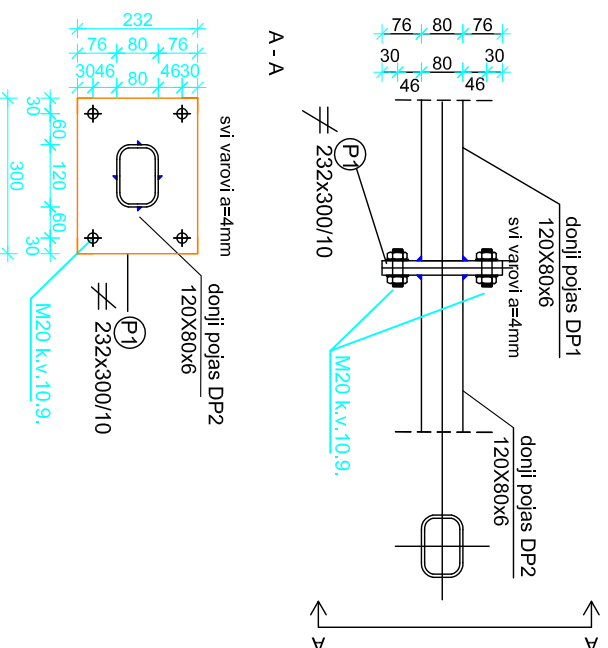 donji pojas DP1
120X80x6
donji pojas DP2
120X80x6
svi varovi a=4mm
M20 k.v.10.9.
P1
232x300/10
76 80 76
30 80 30
46 46
A
A
A - A
svi varovi a=4mm
donji pojas DP2
120X80x6
P1
232x300/10
M20 k.v.10.9.
232
76 80 76
30 46 80 46 30
30 60 120 60 30
300